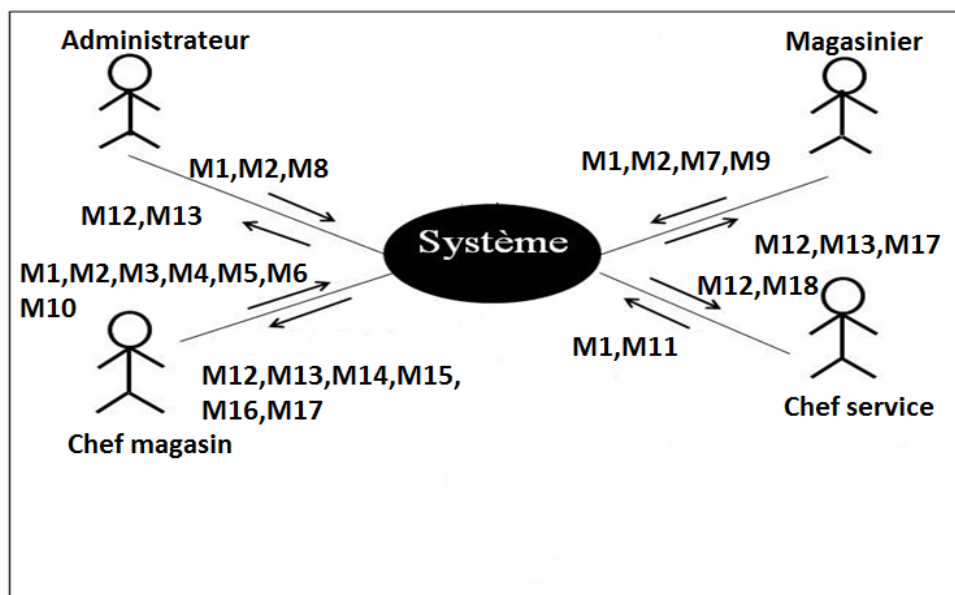 Administrateur
Magasinier
M1,M2,M8
M1,M2,M7,M9
M12,M13
Système
M12,M13,M17
M1,M2,M3,M4,M5,M6
M10
M12,M18
M1,M11
M12,M13,M14,M15,
M16,M17
Chef service
Chef magasin